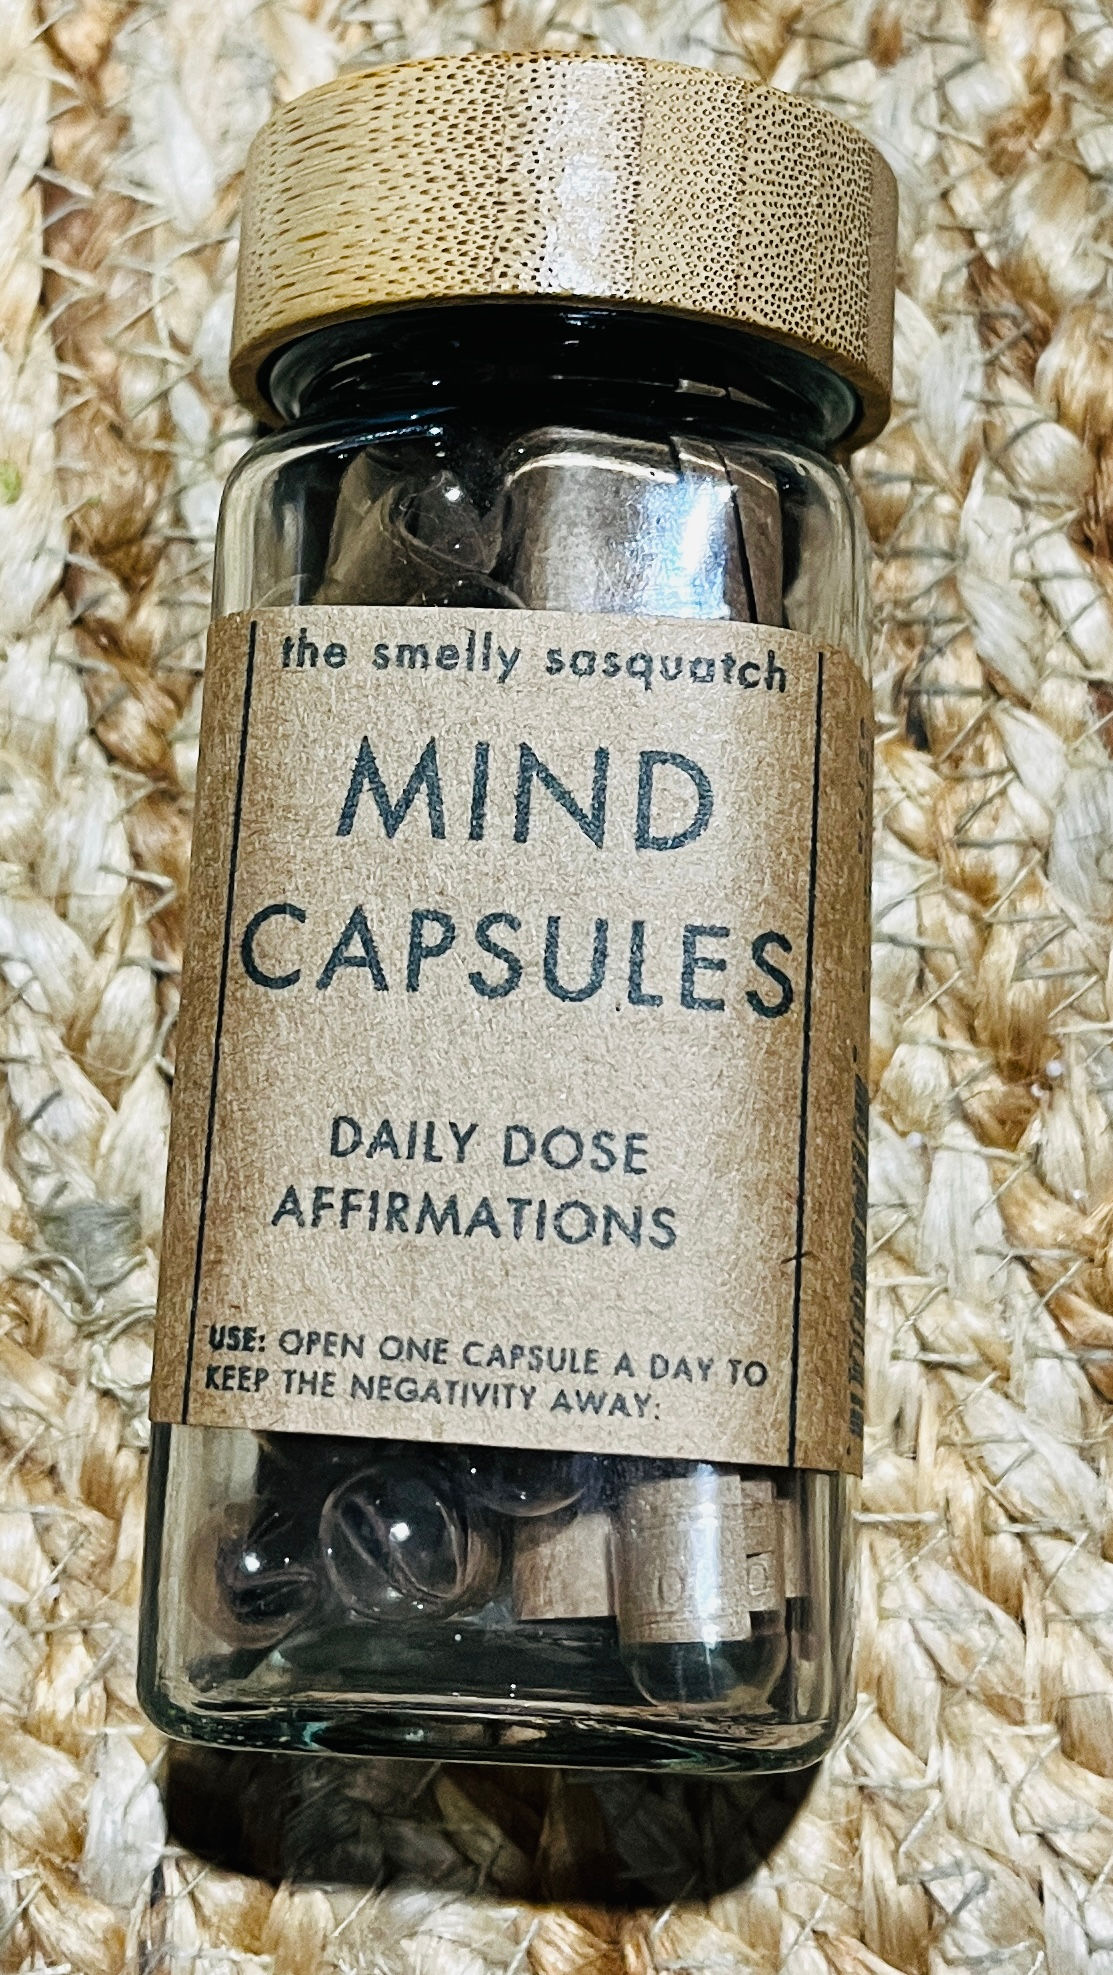 the smelly sasquatch
MIND
CAPSULES
DAILY DOSE
AFFIRMATIONS
USE: OPEN ONE CAPSULE A DAY TO
KEEP THE NEGATIVITY AWAY: